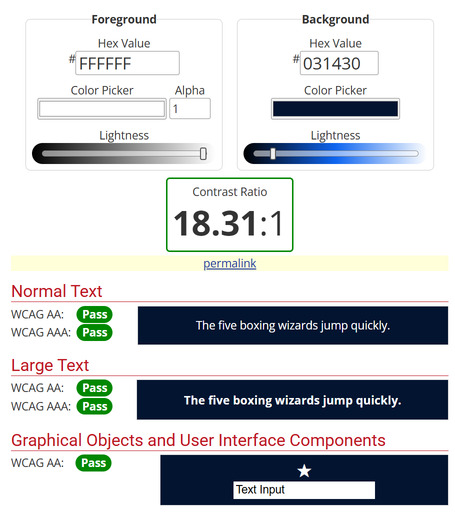 Foreground
Hex Value
# FFFFFF
Color Picker Alpha
1
Lightness
Background
Hex Value
# 031430
Color Picker
Lightness
Contrast Ratio
18.31:1
permalink
Normal Text
WCAG AA: Pass
WCAG AAA: Pass
The five boxing wizards jump quickly.
Large Text
WCAG AA: Pass
WCAG AAA: Pass
The five boxing wizards jump quickly.
Graphical Objects and User Interface Components
WCAG AA: Pass
Text Input